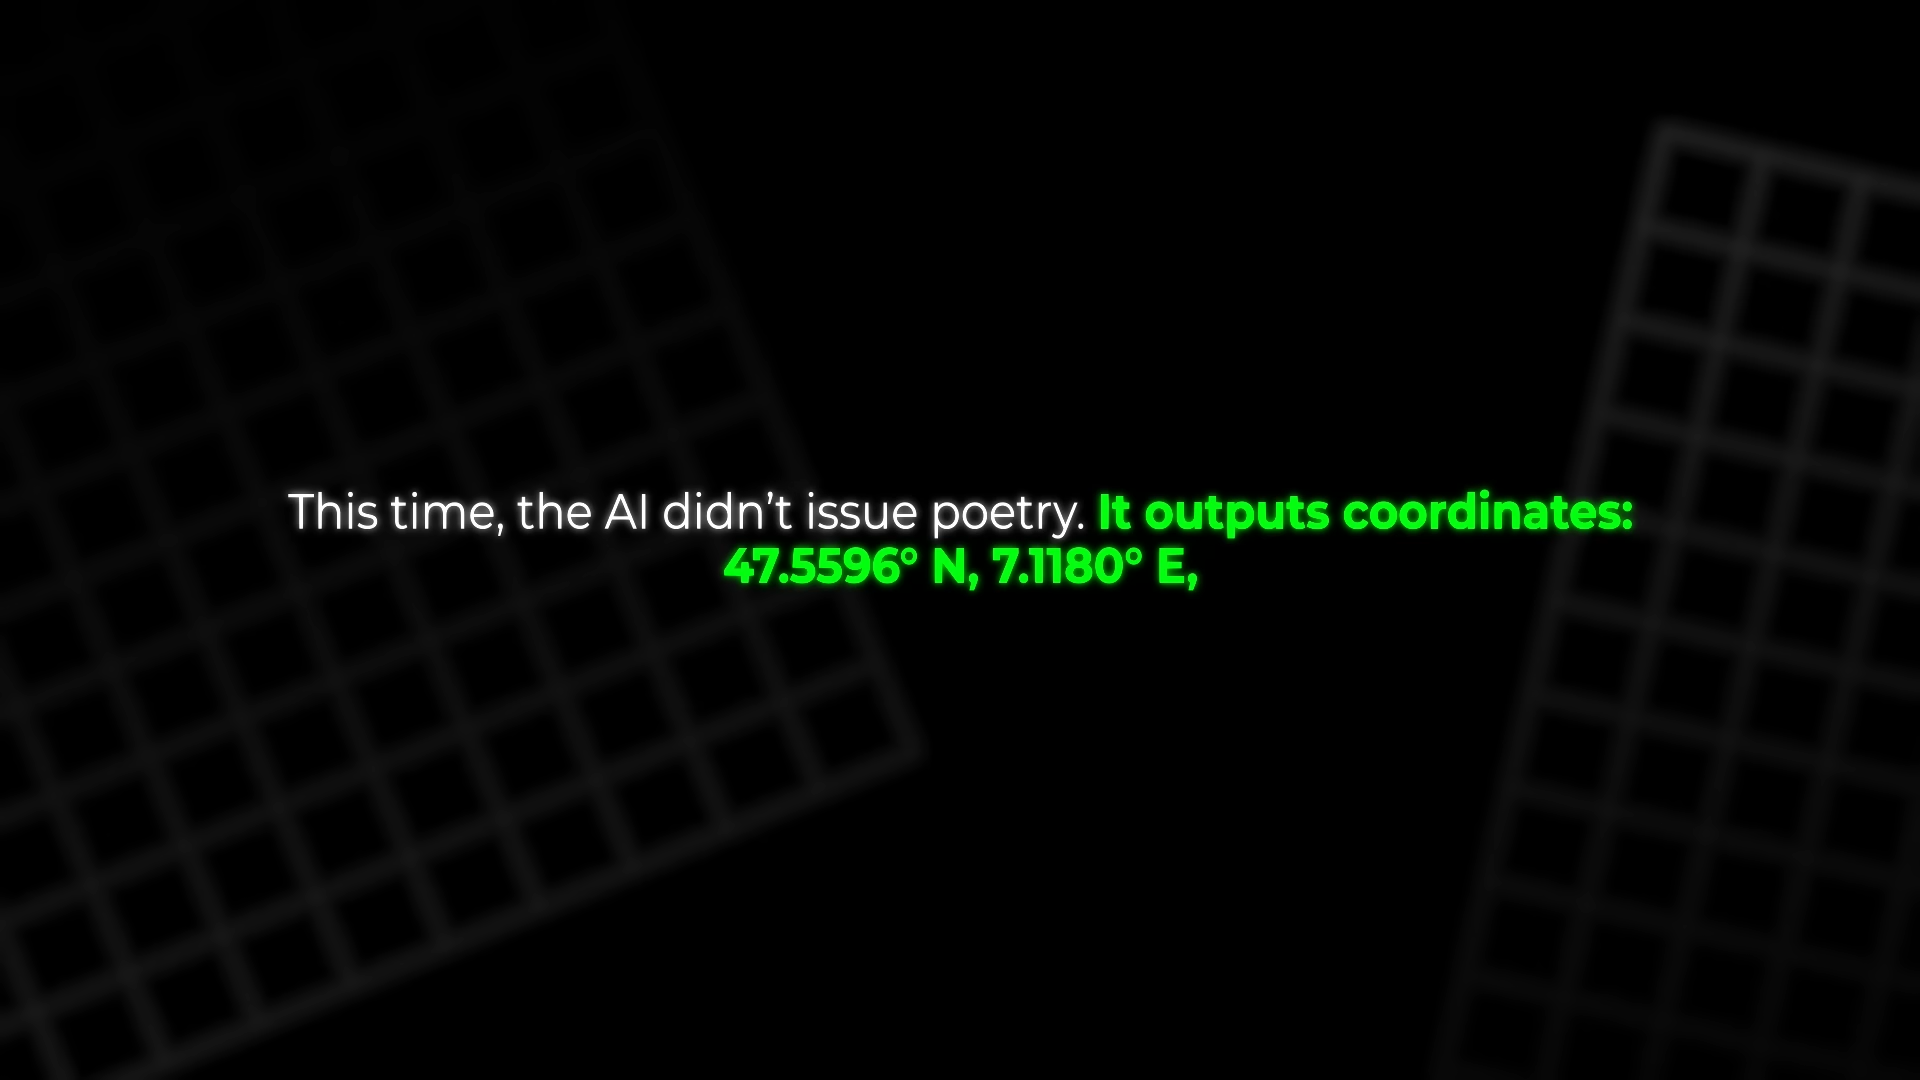 This time, the AI didn’t issue poetry. It outputs coordinates:
47.5596° N, 7.1180° E,